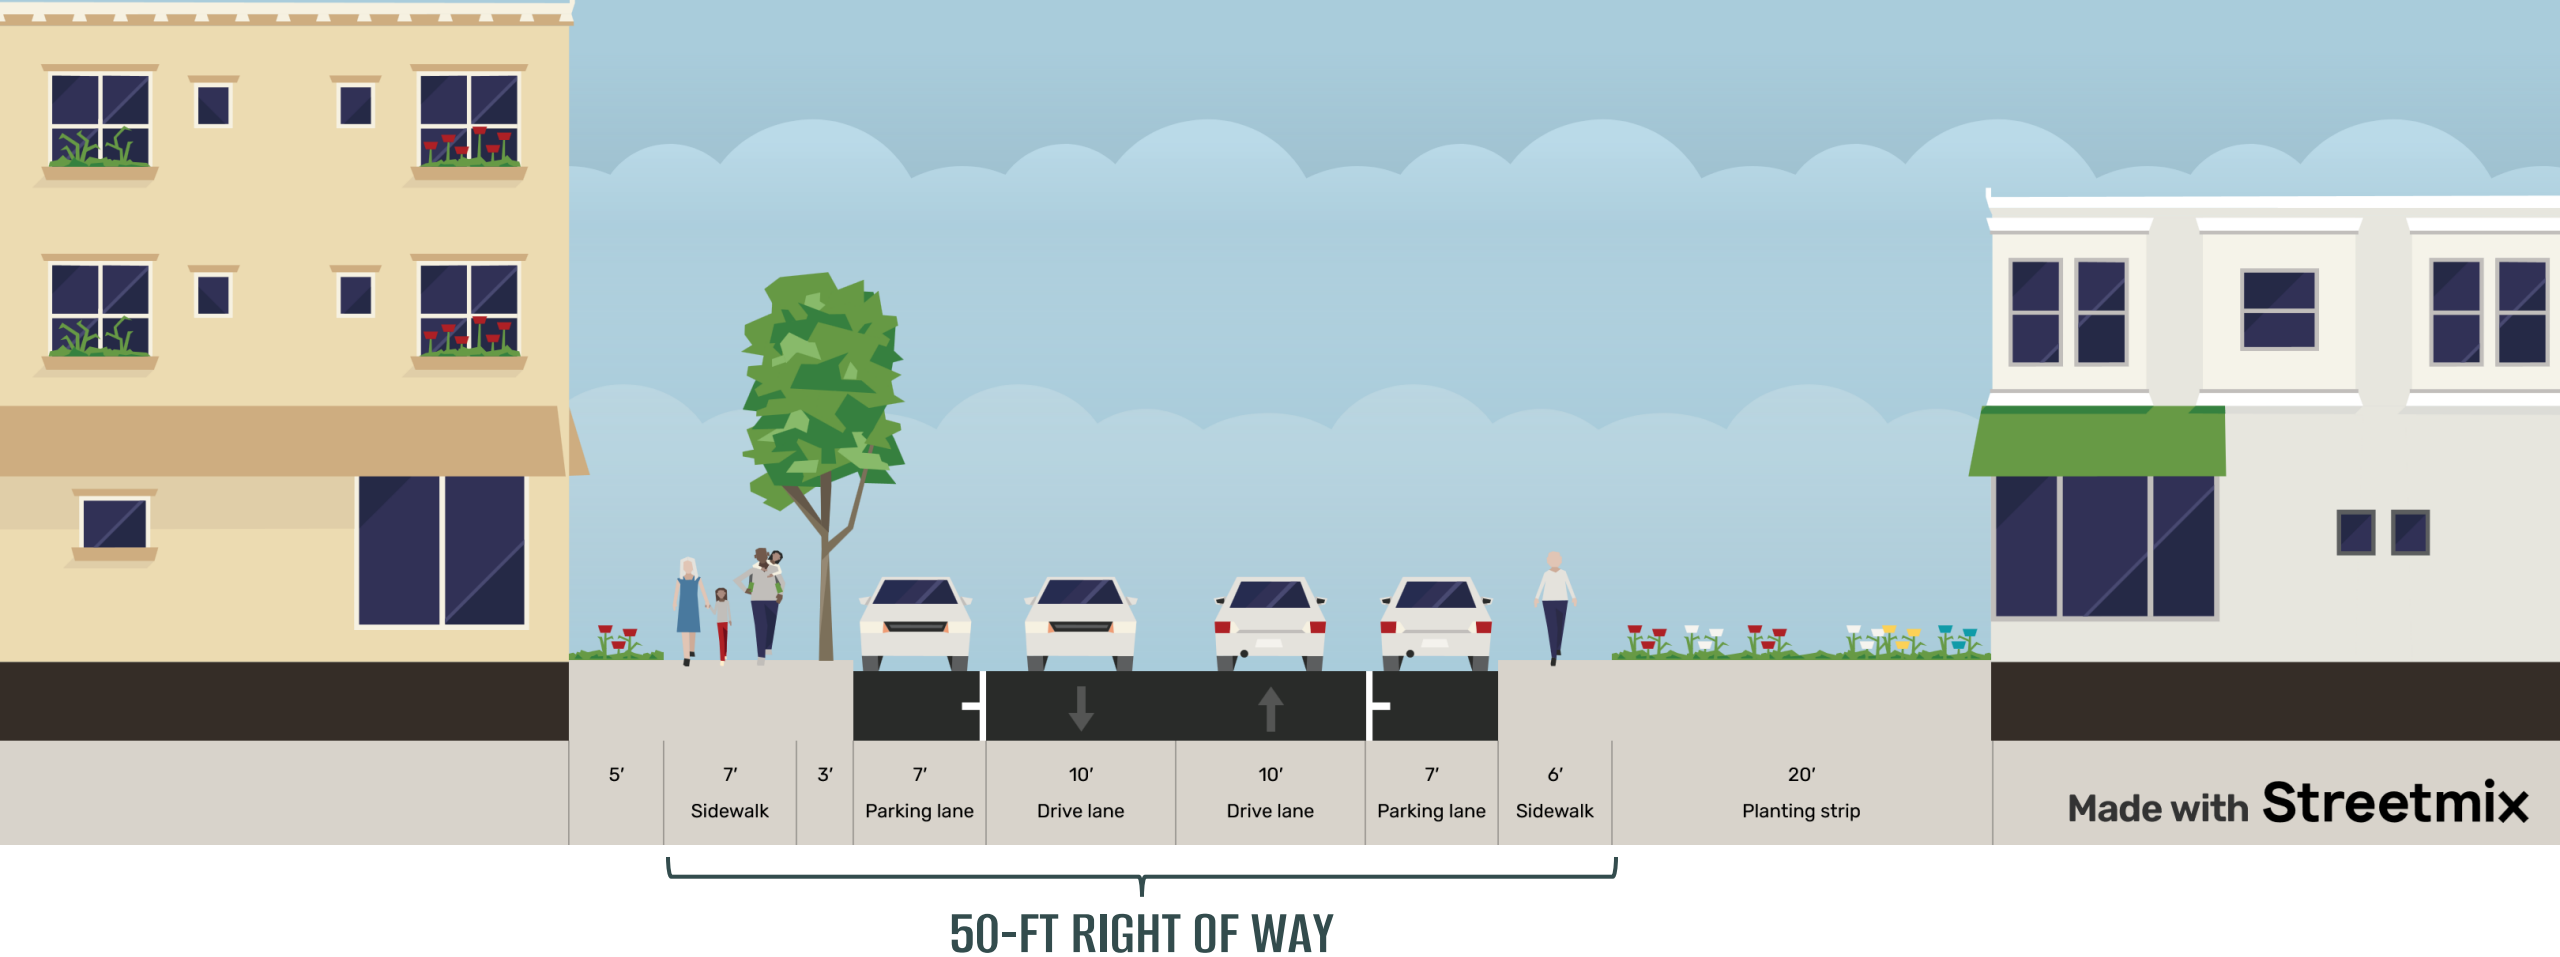 5’ 7’ 3’ 7’ 10’ 10’ 7’ 6’ 20’
Sidewalk Parking lane Drive lane Drive lane Parking lane Sidewalk Planting strip
Made with Streetmix
50-FT RIGHT OF WAY